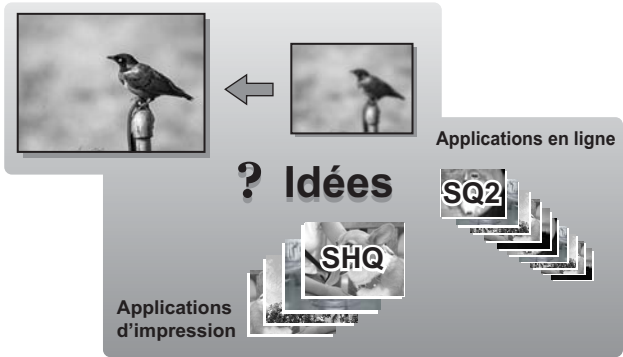 Applications en ligne
? Idées
SQ2
SHQ
Applications
d’impression